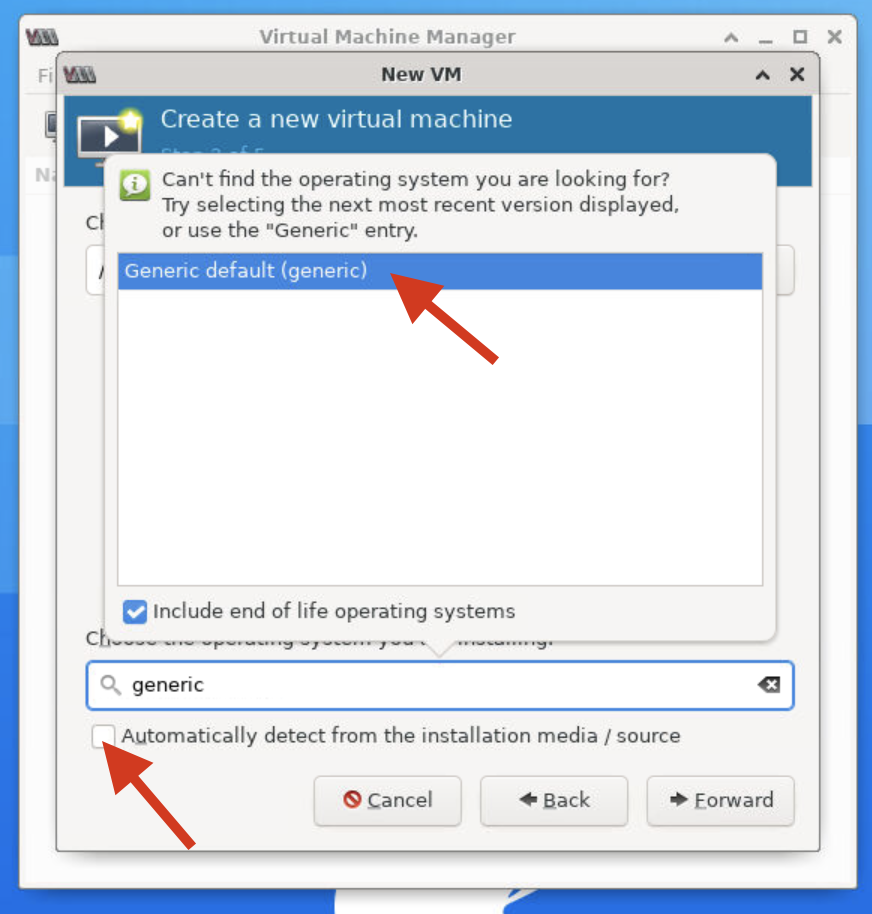 Virtual Machine Manager
Fi
New VM
Create a new virtual machine
Step 2 of 5
Na
Can't find the operating system you are looking for?
Try selecting the next most recent version displayed,
or use the "Generic" entry.
Ch
/
Generic default (generic)
Include end of life operating systems
Choose the operating system you installing:
generic
Automatically detect from the installation media / source
Cancel
Back
Forward